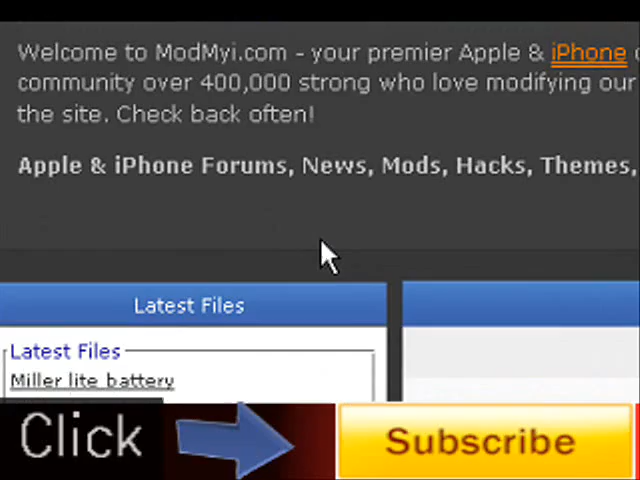 Welcome to ModMyi.com - your premier Apple & iPhone
community over 400,000 strong who love modifying our
the site. Check back often!
Apple & iPhone Forums, News, Mods, Hacks, Themes,
Latest Files
Latest Files
Miller lite battery
Click
Subscribe